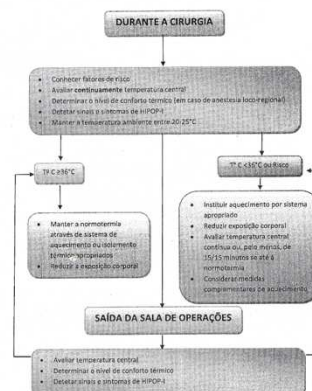 DURANTE A CIRURGIA
• Conhecer fatores de risco
• Avaliar continuamente temperatura central
• Determinar o nível de conforto térmico (em caso de anestesia locorregional)
• Detetar sinais e sintomas de HIPOP-I
• Manter a temperatura ambiente entre 20-25°C
Tª C ≥36°C
Tª C <36°C ou Risco
• Manter a normotermia
através de sistema de
aquecimento ou isolamento
térmico apropriados
• Reduzir a exposição corporal
• Instituir aquecimento por sistema
apropriado
• Reduzir exposição corporal
• Avaliar temperatura central
contínua ou, pelo menos, de
15/15 minutos se até à
normotermia
• Considerar medidas
complementares de aquecimento
SAÍDA DA SALA DE OPERAÇÕES
• Avaliar temperatura central
• Determinar o nível de conforto térmico
• Detetar sinais e sintomas de HIPOP-I